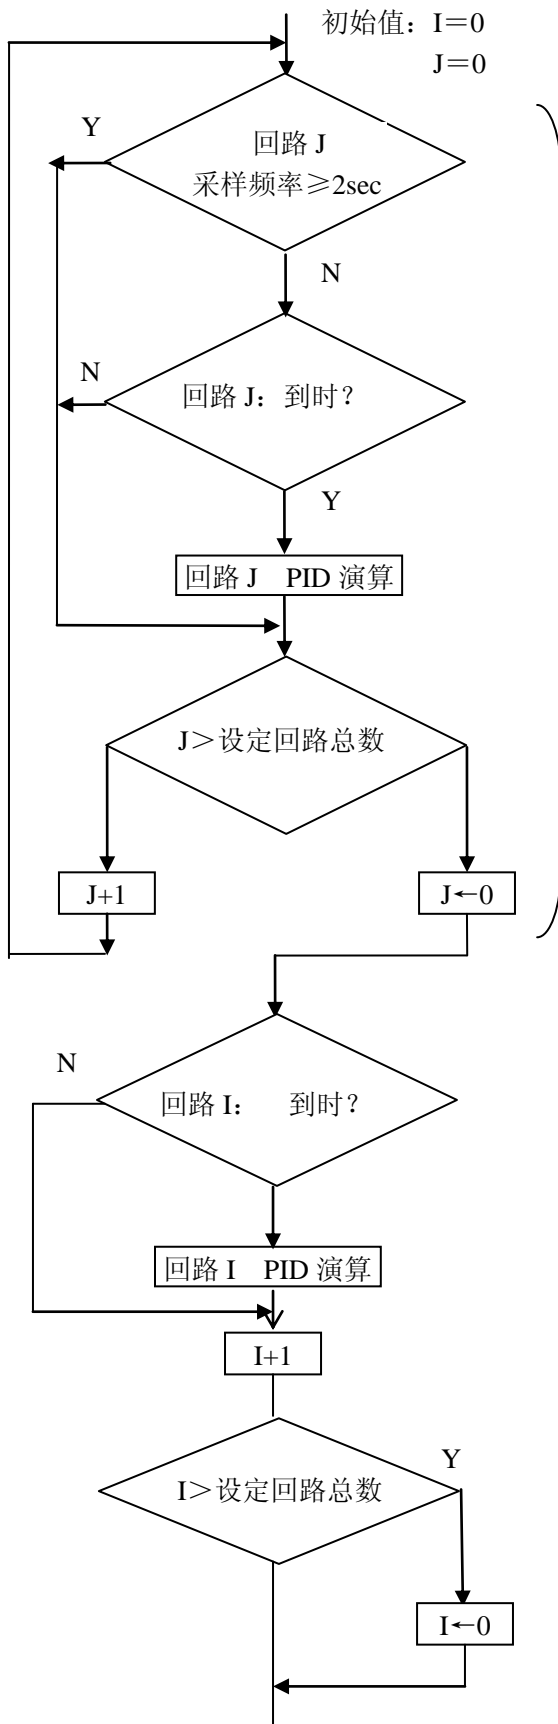 初始值：I＝0
J＝0
Y
回路 J
采样频率≥2sec
N
N
回路 J：到时？
Y
回路 J PID 演算
J＞设定回路总数
J+1
J←0
N
回路 I： 到时？
回路 I PID 演算
I+1
Y
I＞设定回路总数
I←0